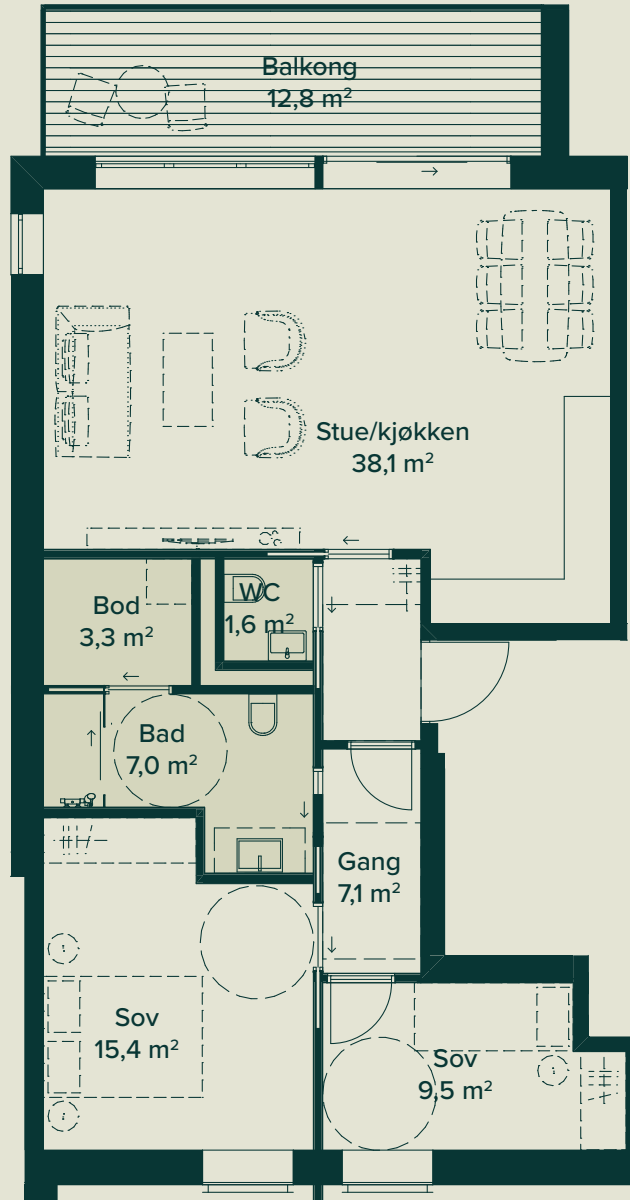 Balkong
12,8 m²
Stue/kjøkken
38,1 m²
Bod
3,3 m²
WC
1,6 m²
Bad
7,0 m²
Gang
7,1 m²
Sov
15,4 m²
Sov
9,5 m²